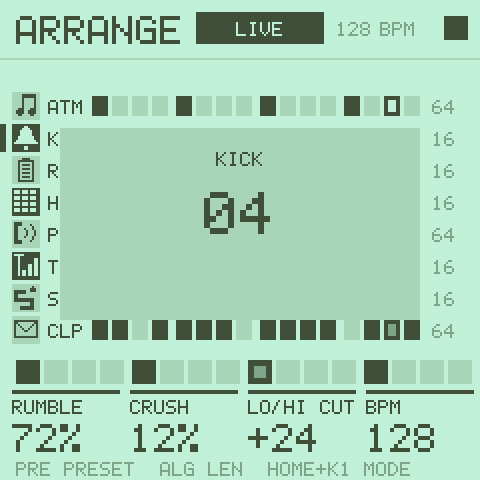 ARRANGE LIVE 128 BPM
ATM 64
K 16
KICK
R 16
04
H 16
P 64
T 16
S 16
CLP 64
RUMBLE CRUSH LO/HI CUT BPM
72% 12% +24 128
PRE PRESET ALG LEN HOME+K1 MODE